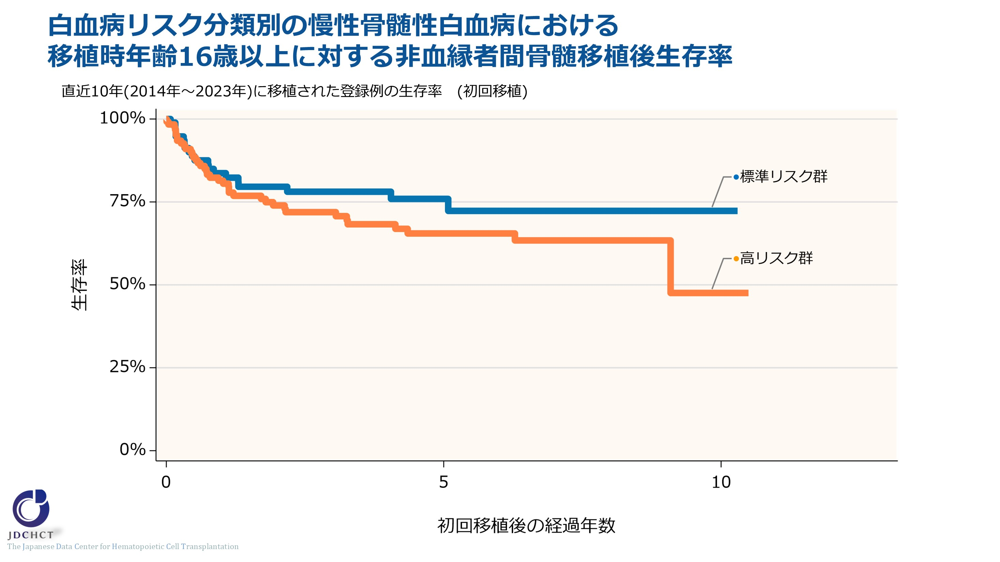 白血病リスク分類別の慢性骨髄性白血病における
移植時年齢16歳以上に対する非血縁者間骨髄移植後生存率
直近10年(2014年～2023年)に移植された登録例の生存率　(初回移植)
100%
75%
50%
25%
0%
生存率
標準リスク群
高リスク群
0
5
10
初回移植後の経過年数
JDCHCT
The Japanese Data Center for Hematopoietic Cell Transplantation